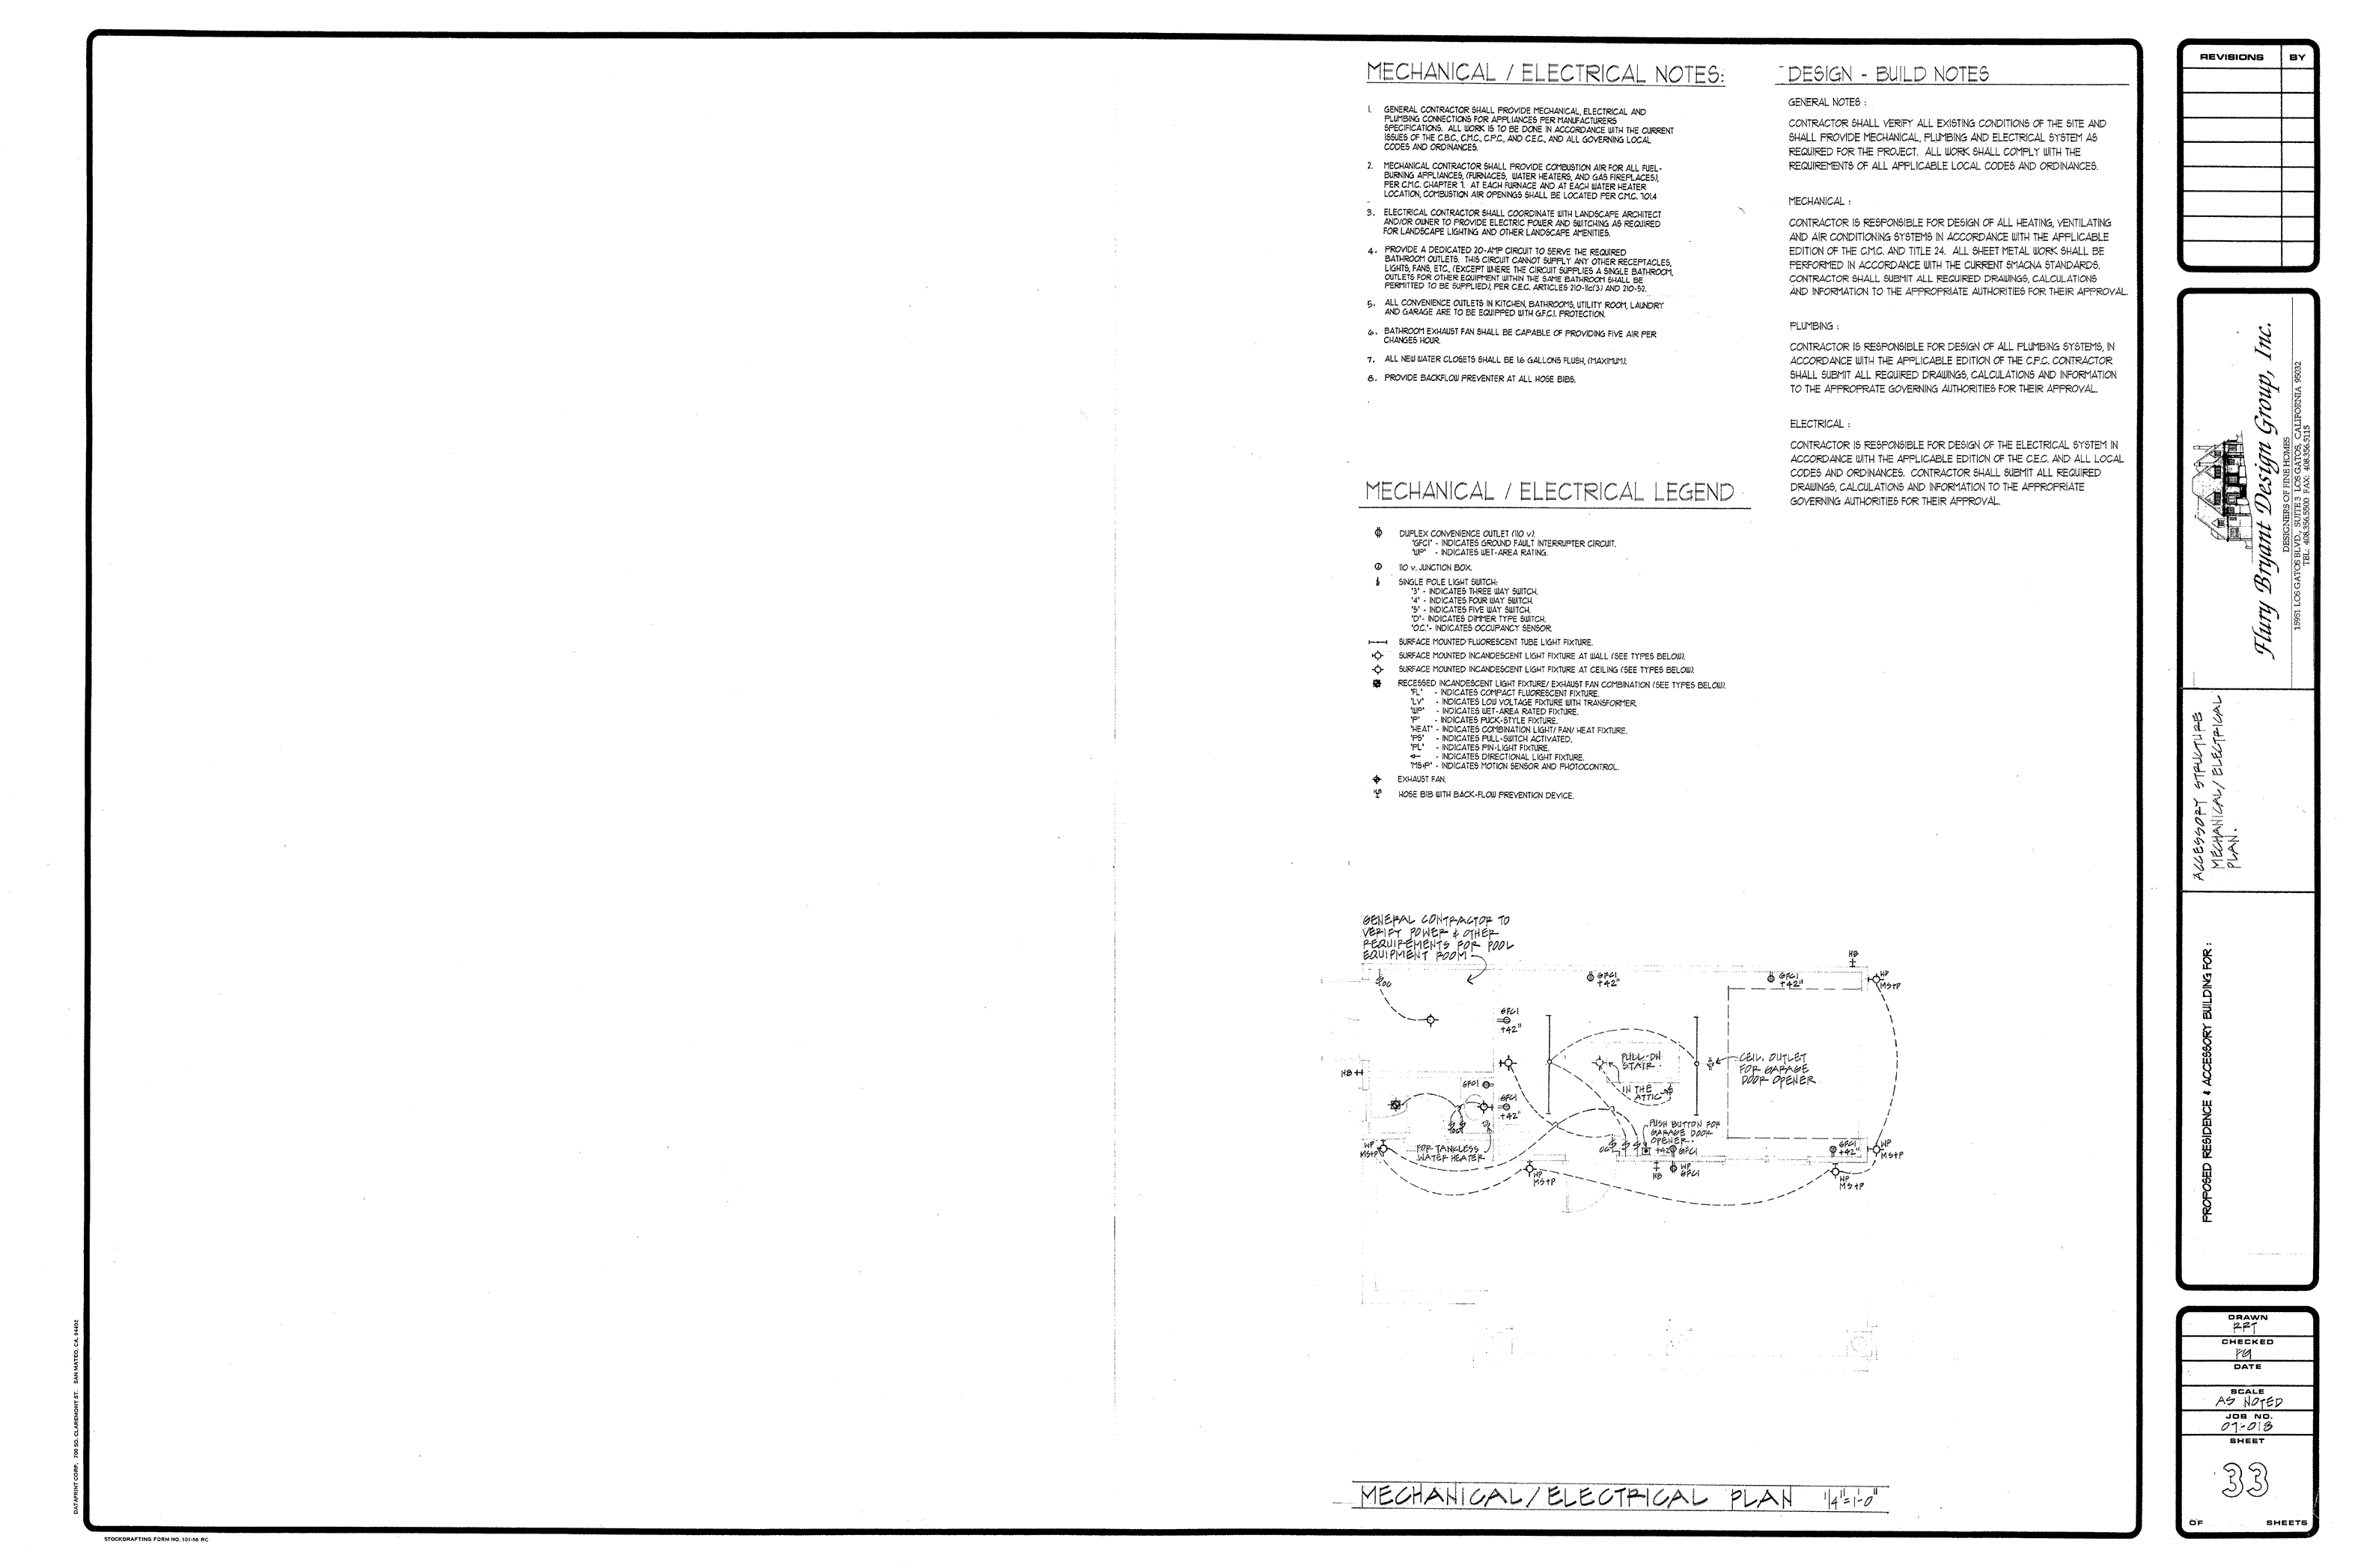 MECHANICAL / ELECTRICAL NOTES:
1. GENERAL CONTRACTOR SHALL PROVIDE MECHANICAL, ELECTRICAL AND
PLUMBING CONNECTIONS FOR APPLIANCES PER MANUFACTURERS
SPECIFICATIONS. ALL WORK IS TO BE DONE IN ACCORDANCE WITH THE CURRENT
ISSUES OF THE C.B.C., C.M.C., C.P.C., AND C.E.C., AND ALL GOVERNING LOCAL
CODES AND ORDINANCES.
2. MECHANICAL CONTRACTOR SHALL PROVIDE COMBUSTION AIR FOR ALL FUEL-
BURNING APPLIANCES, (FURNACES, WATER HEATERS, AND GAS FIREPLACES),
PER C.M.C. CHAPTER 7. AT EACH FURNACE AND AT EACH WATER HEATER
LOCATION, COMBUSTION AIR OPENINGS SHALL BE LOCATED PER C.M.C. 701.4
3. ELECTRICAL CONTRACTOR SHALL COORDINATE WITH LANDSCAPE ARCHITECT
AND/OR OWNER TO PROVIDE ELECTRIC POWER AND SWITCHING AS REQUIRED
FOR LANDSCAPE LIGHTING AND OTHER LANDSCAPE AMENITIES.
4. PROVIDE A DEDICATED 20-AMP CIRCUIT TO SERVE THE REQUIRED
BATHROOM OUTLETS. THIS CIRCUIT CANNOT SUPPLY ANY OTHER RECEPTACLES,
LIGHTS, FANS, ETC., (EXCEPT WHERE THE CIRCUIT SUPPLIES A SINGLE BATHROOM,
OUTLETS FOR OTHER EQUIPMENT WITHIN THE SAME BATHROOM SHALL BE
PERMITTED TO BE SUPPLIED), PER C.E.C. ARTICLES 210-11c(3) AND 210-52.
5. ALL CONVENIENCE OUTLETS IN KITCHEN, BATHROOMS, UTILITY ROOM, LAUNDRY
AND GARAGE ARE TO BE EQUIPPED WITH G.F.C.I. PROTECTION.
6. BATHROOM EXHAUST FAN SHALL BE CAPABLE OF PROVIDING FIVE AIR PER
CHANGES HOUR.
7. ALL NEW WATER CLOSETS SHALL BE 1.6 GALLONS FLUSH, (MAXIMUM).
8. PROVIDE BACKFLOW PREVENTER AT ALL HOSE BIBS.
DESIGN - BUILD NOTES
GENERAL NOTES :
CONTRACTOR SHALL VERIFY ALL EXISTING CONDITIONS OF THE SITE AND
SHALL PROVIDE MECHANICAL, PLUMBING AND ELECTRICAL SYSTEM AS
REQUIRED FOR THE PROJECT. ALL WORK SHALL COMPLY WITH THE
REQUIREMENTS OF ALL APPLICABLE LOCAL CODES AND ORDINANCES.
MECHANICAL :
CONTRACTOR IS RESPONSIBLE FOR DESIGN OF ALL HEATING, VENTILATING
AND AIR CONDITIONING SYSTEMS IN ACCORDANCE WITH THE APPLICABLE
EDITION OF THE C.M.C. AND TITLE 24. ALL SHEET METAL WORK SHALL BE
PERFORMED IN ACCORDANCE WITH THE CURRENT SMACNA STANDARDS.
CONTRACTOR SHALL SUBMIT ALL REQUIRED DRAWINGS, CALCULATIONS
AND INFORMATION TO THE APPROPRIATE AUTHORITIES FOR THEIR APPROVAL.
PLUMBING :
CONTRACTOR IS RESPONSIBLE FOR DESIGN OF ALL PLUMBING SYSTEMS, IN
ACCORDANCE WITH THE APPLICABLE EDITION OF THE C.P.C. CONTRACTOR
SHALL SUBMIT ALL REQUIRED DRAWINGS, CALCULATIONS AND INFORMATION
TO THE APPROPRATE GOVERNING AUTHORITIES FOR THEIR APPROVAL.
ELECTRICAL :
CONTRACTOR IS RESPONSIBLE FOR DESIGN OF THE ELECTRICAL SYSTEM IN
ACCORDANCE WITH THE APPLICABLE EDITION OF THE C.E.C. AND ALL LOCAL
CODES AND ORDINANCES. CONTRACTOR SHALL SUBMIT ALL REQUIRED
DRAWINGS, CALCULATIONS AND INFORMATION TO THE APPROPRIATE
GOVERNING AUTHORITIES FOR THEIR APPROVAL.
MECHANICAL / ELECTRICAL LEGEND
DUPLEX CONVENIENCE OUTLET (110 v).
"GFCI" - INDICATES GROUND FAULT INTERRUPTER CIRCUIT.
"WP" - INDICATES WET-AREA RATING.
110 v. JUNCTION BOX.
SINGLE POLE LIGHT SWITCH:
"3" - INDICATES THREE WAY SWITCH.
"4" - INDICATES FOUR WAY SWITCH.
"5" - INDICATES FIVE WAY SWITCH.
"D" - INDICATES DIMMER TYPE SWITCH.
"O.C." - INDICATES OCCUPANCY SENSOR.
SURFACE MOUNTED FLUORESCENT TUBE LIGHT FIXTURE.
SURFACE MOUNTED INCANDESCENT LIGHT FIXTURE AT WALL (SEE TYPES BELOW).
SURFACE MOUNTED INCANDESCENT LIGHT FIXTURE AT CEILING (SEE TYPES BELOW).
RECESSED INCANDESCENT LIGHT FIXTURE/ EXHAUST FAN COMBINATION (SEE TYPES BELOW).
"FL" - INDICATES COMPACT FLUORESCENT FIXTURE.
"LV" - INDICATES LOW VOLTAGE FIXTURE WITH TRANSFORMER.
"WP" - INDICATES WET-AREA RATED FIXTURE.
"P" - INDICATES PUCK-STYLE FIXTURE.
"HEAT" - INDICATES COMBINATION LIGHT/ FAN/ HEAT FIXTURE.
"PS" - INDICATES PULL-SWITCH ACTIVATED.
"PL" - INDICATES PIN-LIGHT FIXTURE.
- INDICATES DIRECTIONAL LIGHT FIXTURE.
"MS+P" - INDICATES MOTION SENSOR AND PHOTOCONTROL.
EXHAUST FAN.
HB
HOSE BIB WITH BACK-FLOW PREVENTION DEVICE.
GENERAL CONTRACTOR TO
VERIFY POWER & OTHER
REQUIREMENTS FOR POOL
EQUIPMENT ROOM
HB
OC
GFCI
+42"
GFCI
+42"
WP
MS+P
GFCI
+42"
PULL-DN
STAIR.
CEIL. OUTLET
FOR GARAGE
DOOR OPENER
HB
GFCI
IN THE
ATTIC
GFCI
+42"
PUSH BUTTON FOR
GARAGE DOOR
OPENER.
WP
MS+P
FOR TANKLESS
WATER HEATER
OC
+42" GFCI
GFCI
+42"
WP
MS+P
WP
MS+P
HB
WP
GFCI
WP
MS+P
MECHANICAL/ELECTRICAL PLAN 1/4"=1'-0"
REVISIONS BY
Flury Bryant Design Group, Inc.
DESIGNERS OF FINE HOMES
15951 LOS GATOS BLVD., SUITE 3 LOS GATOS, CALIFORNIA 95032
TEL: 408.356.5500 FAX: 408.356.5115
ACCESSORY STRUCTURE
MECHANICAL/ELECTRICAL
PLAN.
PROPOSED RESIDENCE & ACCESSORY BUILDING FOR :
DRAWN
RRT
CHECKED
DATE
SCALE
AS NOTED
JOB NO.
07-018
SHEET
33
OF SHEETS
DATAPRINT CORP. 700 SO. CLAREMONT ST. SAN MATEO, CA. 94402
STOCKDRAFTING FORM NO. 101-56 RC